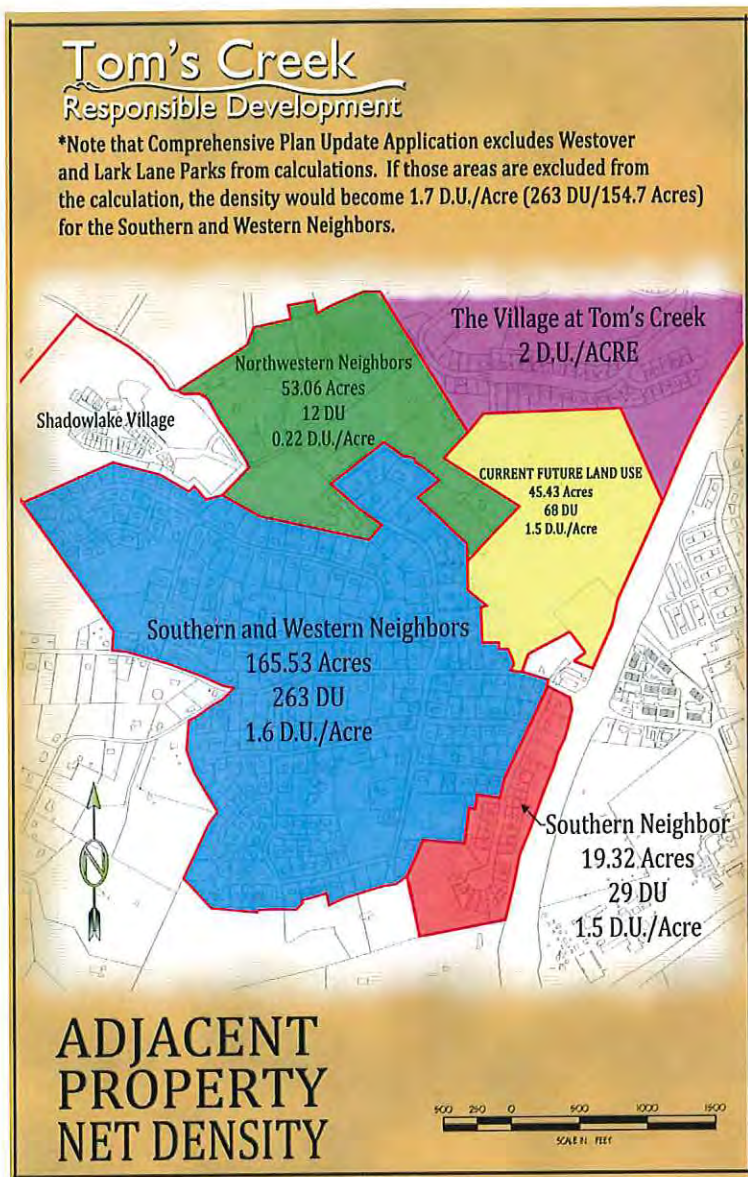 Tom's Creek
Responsible Development
*Note that Comprehensive Plan Update Application excludes Westover
and Lark Lane Parks from calculations. If those areas are excluded from
the calculation, the density would become 1.7 D.U./Acre (263 DU/154.7 Acres)
for the Southern and Western Neighbors.
The Village at Tom's Creek
2 D.U./ACRE
Northwestern Neighbors
53.06 Acres
12 DU
0.22 D.U./Acre
Shadowlake Village
CURRENT FUTURE LAND USE
45.43 Acres
68 DU
1.5 D.U./Acre
Southern and Western Neighbors
165.53 Acres
263 DU
1.6 D.U./Acre
Southern Neighbor
19.32 Acres
29 DU
1.5 D.U./Acre
N
ADJACENT
PROPERTY
NET DENSITY
500 250 0 500 1000 1500
SCALE IN FEET